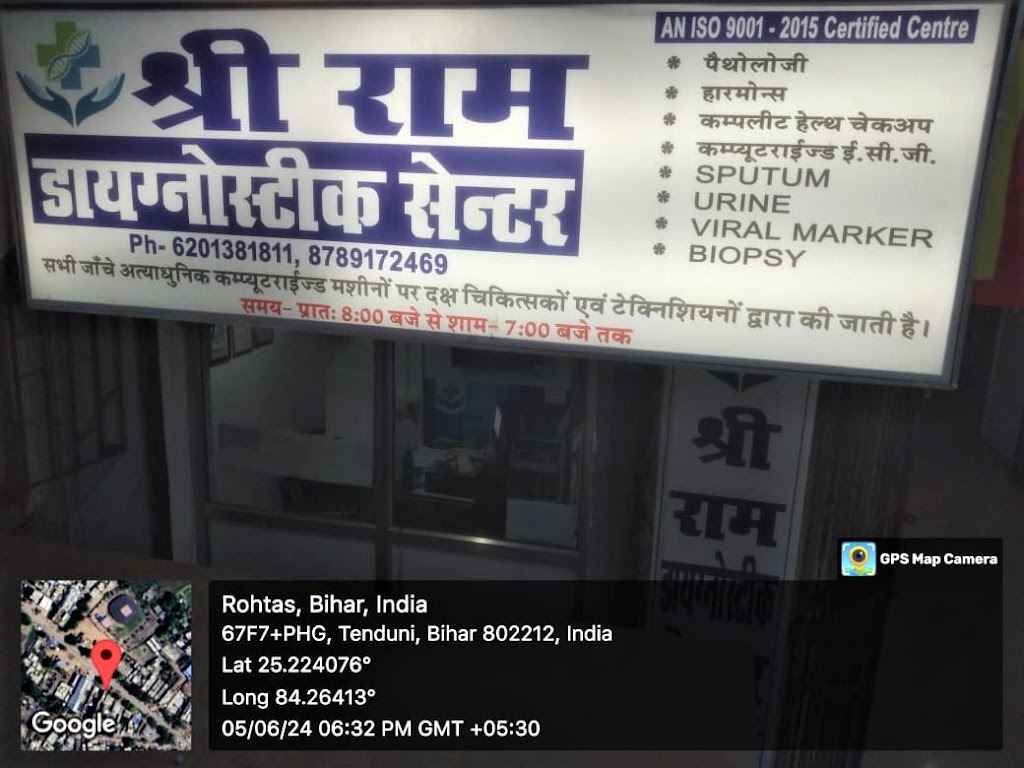 श्री राम
डायग्नोस्टीक सेन्टर
Ph- 6201381811, 8789172469
AN ISO 9001 - 2015 Certified Centre
* पैथोलोजी
* हारमोन्स
* कम्पलीट हेल्थ चेकअप
* कम्प्यूटराईज्ड ई.सी.जी.
* SPUTUM
* URINE
* VIRAL MARKER
* BIOPSY
सभी जाँचे अत्याधुनिक कम्प्यूटराईज्ड मशीनों पर दक्ष चिकित्सकों एवं टेक्निशियनों द्वारा की जाती है।
समय- प्रातः 8:00 बजे से शाम- 7:00 बजे तक
श्री
राम
डायग्नोस्टीक
GPS Map Camera
Rohtas, Bihar, India
67F7+PHG, Tenduni, Bihar 802212, India
Lat 25.224076°
Long 84.26413°
05/06/24 06:32 PM GMT +05:30
Google